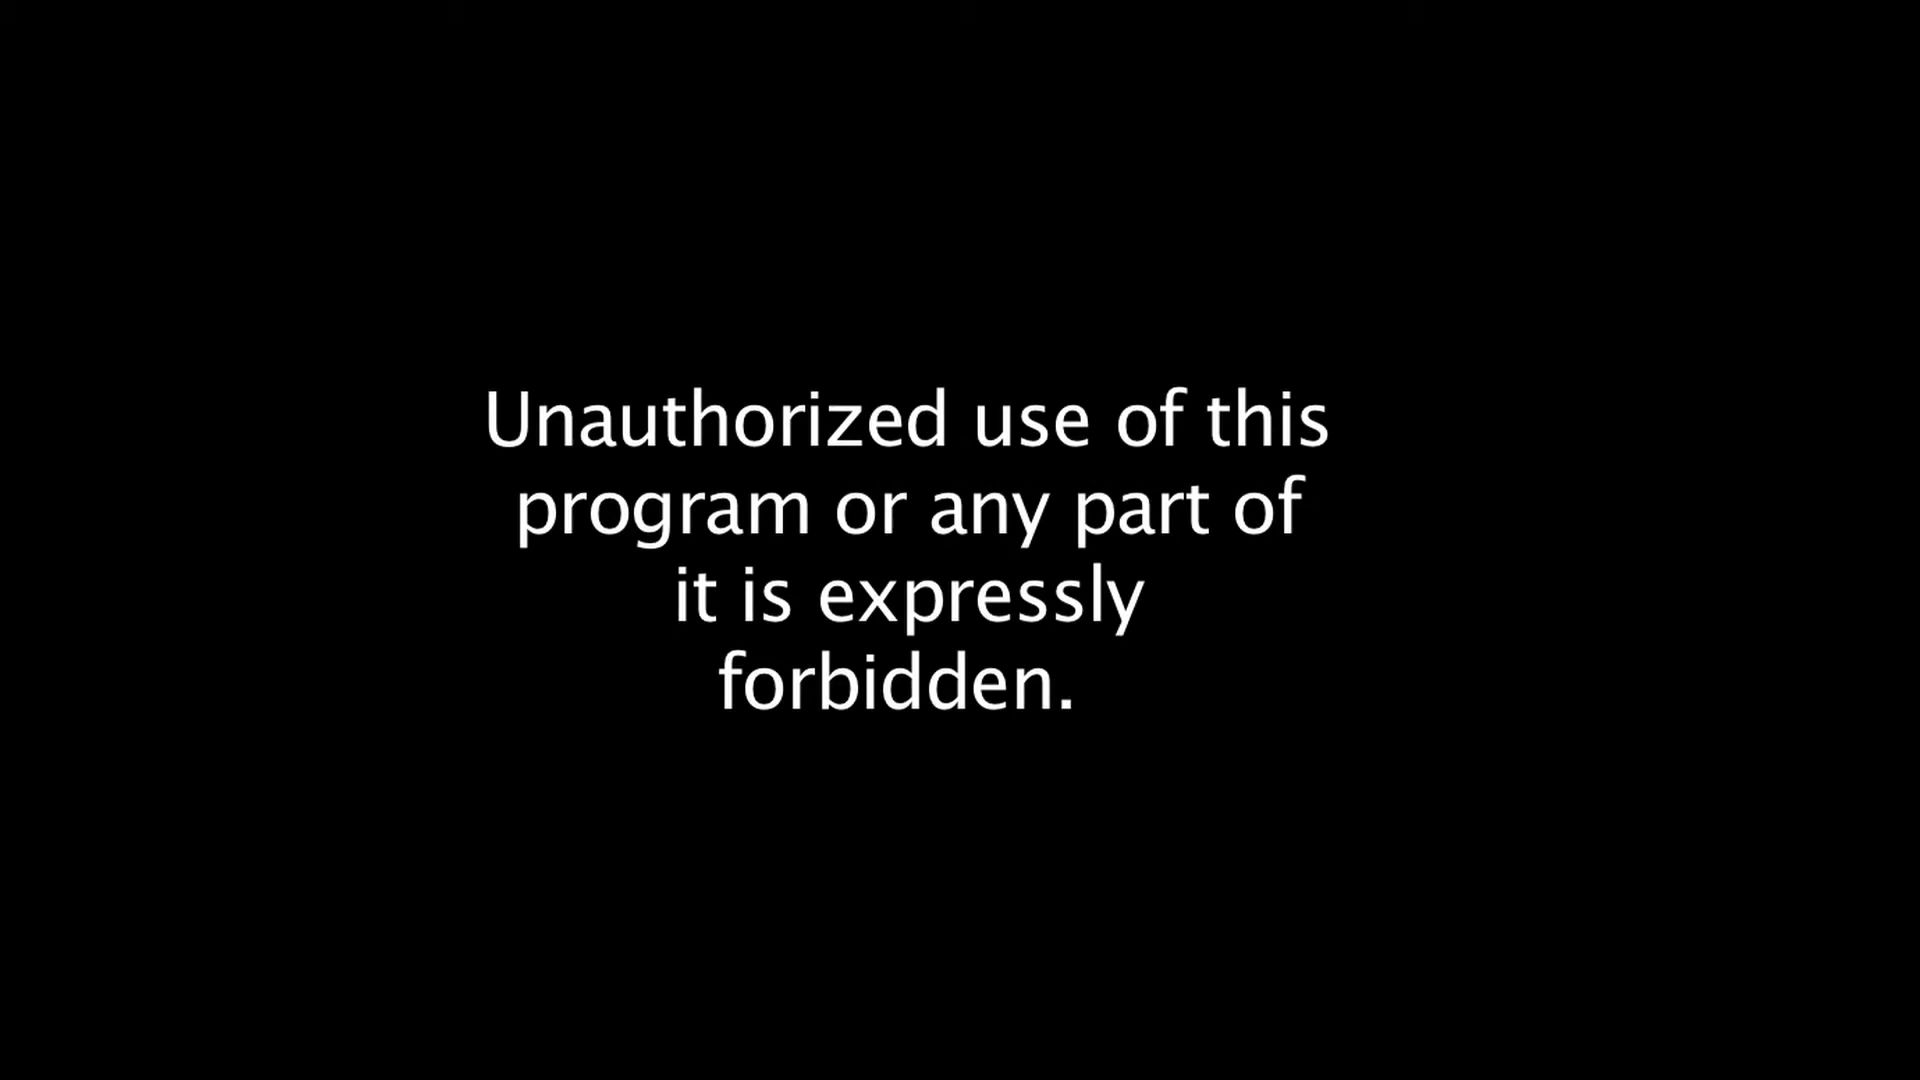 Unauthorized use of this
program or any part of
it is expressly
forbidden.